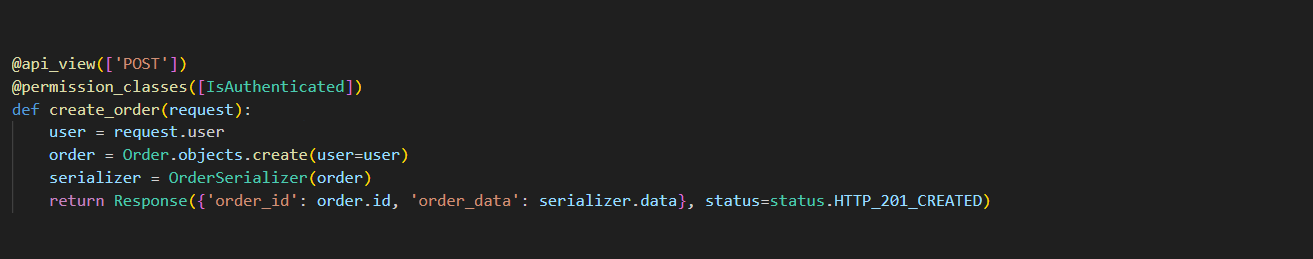 @api_view(['POST'])
@permission_classes([IsAuthenticated])
def create_order(request):
    user = request.user
    order = Order.objects.create(user=user)
    serializer = OrderSerializer(order)
    return Response({'order_id': order.id, 'order_data': serializer.data}, status=status.HTTP_201_CREATED)